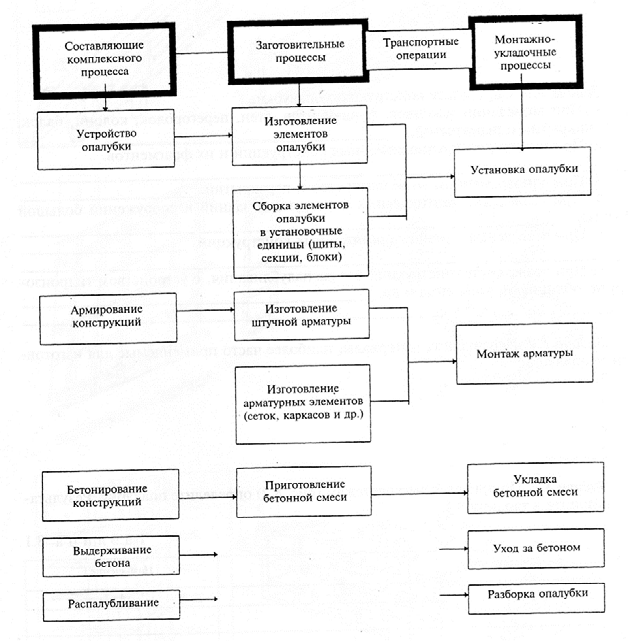 Составляющие
комплексного
процесса
Заготовительные
процессы
Транспортные
операции
Монтажно-
укладочные
процессы
Устройство
опалубки
Изготовление
элементов
опалубки
Установка опалубки
Сборка элементов
опалубки
в установочные
единицы (щиты,
секции, блоки)
Армирование
конструкций
Изготовление
штучной арматуры
Монтаж арматуры
Изготовление
арматурных элементов
(сеток, каркасов и др.)
Бетонирование
конструкций
Приготовление
бетонной смеси
Укладка
бетонной смеси
Выдерживание
бетона
Уход за бетоном
Распалубливание
Разборка опалубки